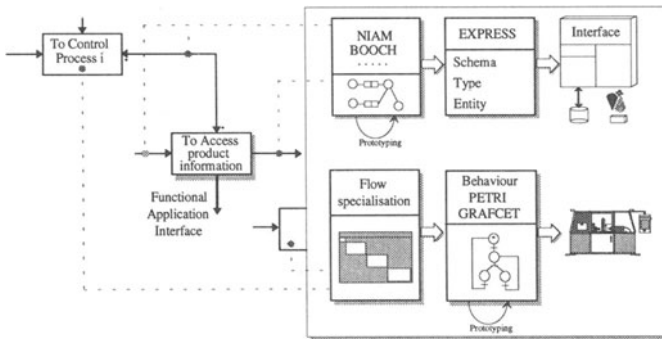 To Control
Process i
To Access
product
information
Functional
Application
Interface
NIAM
BOOCH
. . . . .
Prototyping
EXPRESS
Schema
Type
Entity
Interface
Flow
specialisation
Behaviour
PETRI
GRAFCET
Prototyping